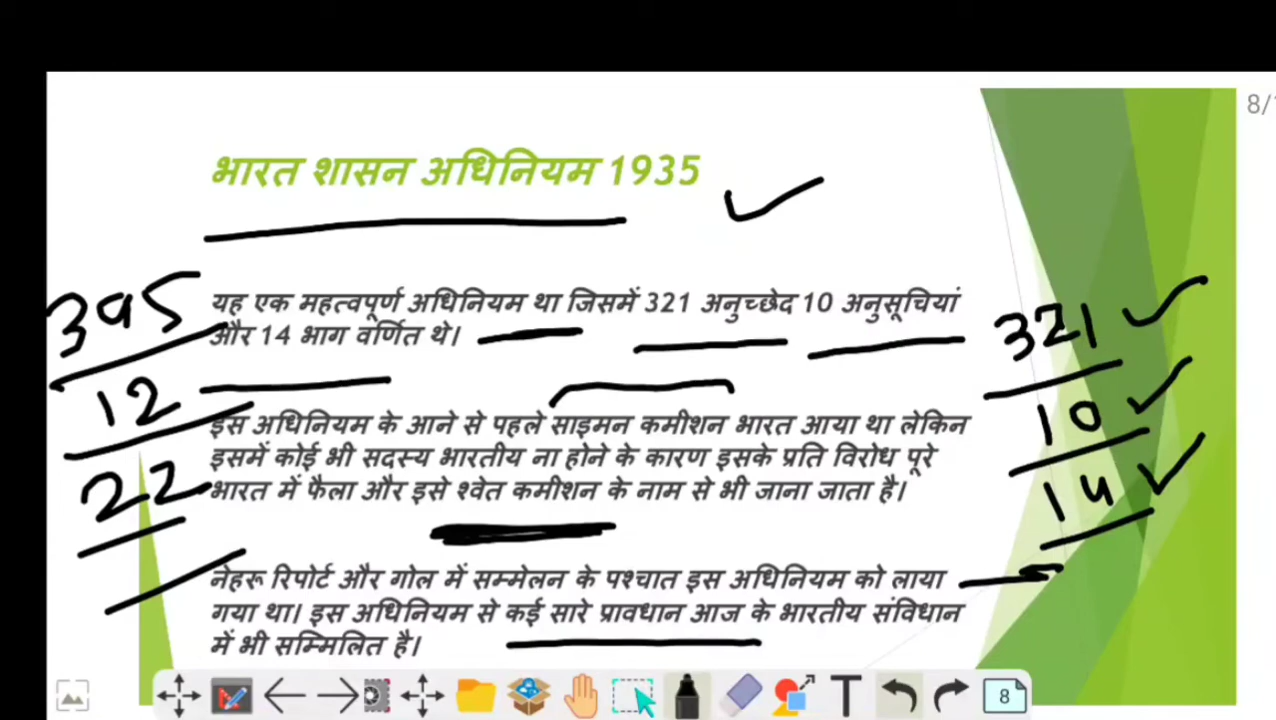 8/
भारत शासन अधिनियम 1935
यह एक महत्वपूर्ण अधिनियम था जिसमें 321 अनुच्छेद 10 अनुसूचियां
और 14 भाग वर्णित थे।
395
12
22
321
10
14
इस अधिनियम के आने से पहले साइमन कमीशन भारत आया था लेकिन
इसमें कोई भी सदस्य भारतीय ना होने के कारण इसके प्रति विरोध पूरे
भारत में फैला और इसे श्वेत कमीशन के नाम से भी जाना जाता है।
नेहरू रिपोर्ट और गोल में सम्मेलन के पश्चात इस अधिनियम को लाया
गया था। इस अधिनियम से कई सारे प्रावधान आज के भारतीय संविधान
में भी सम्मिलित है।
T
8